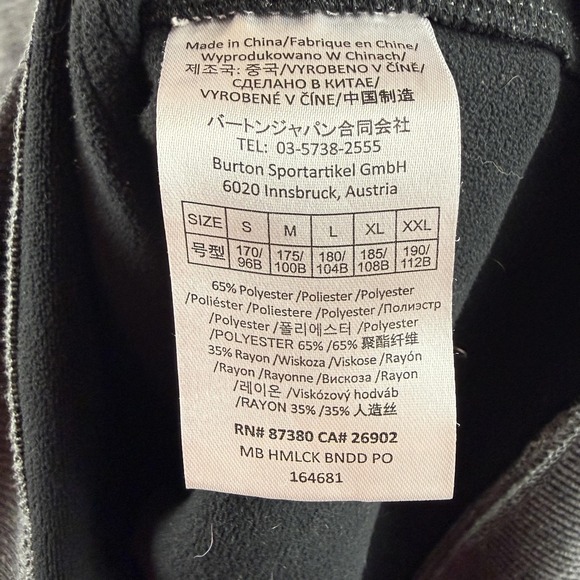 Made in China/Fabrique en Chine/
Wyprodukowano W Chinach/
제조국: 중국/VYROBENO V ČÍNĚ/
СДЕЛАНО В КИТАЕ/
VYROBENÉ V ČÍNE/中国制造
バートンジャパン合同会社
TEL: 03-5738-2555
Burton Sportartikel GmbH
6020 Innsbruck, Austria
SIZE S M L XL XXL
号型 170/96B 175/100B 180/104B 185/108B 190/112B
65% Polyester /Poliester /Polyester
/Poliéster /Poliestere /Polyester /Полиэстр
/Polyester /폴리에스터 /Polyester
/POLYESTER 65% /65% 聚酯纤维
35% Rayon /Wiskoza /Viskose /Rayón
/Rayon /Rayonne /Вискоза /Rayon
/레이온 /Viskózový hodváb
/RAYON 35% /35% 人造丝
RN# 87380 CA# 26902
MB HMLCK BNDD PO
164681